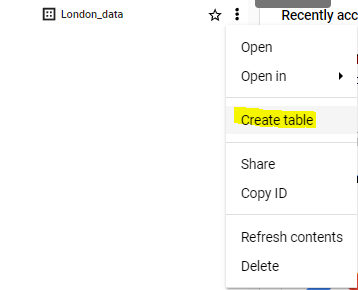 London_data
Recently acc
Open
Open in
Create table
Share
Copy ID
Refresh contents
Delete